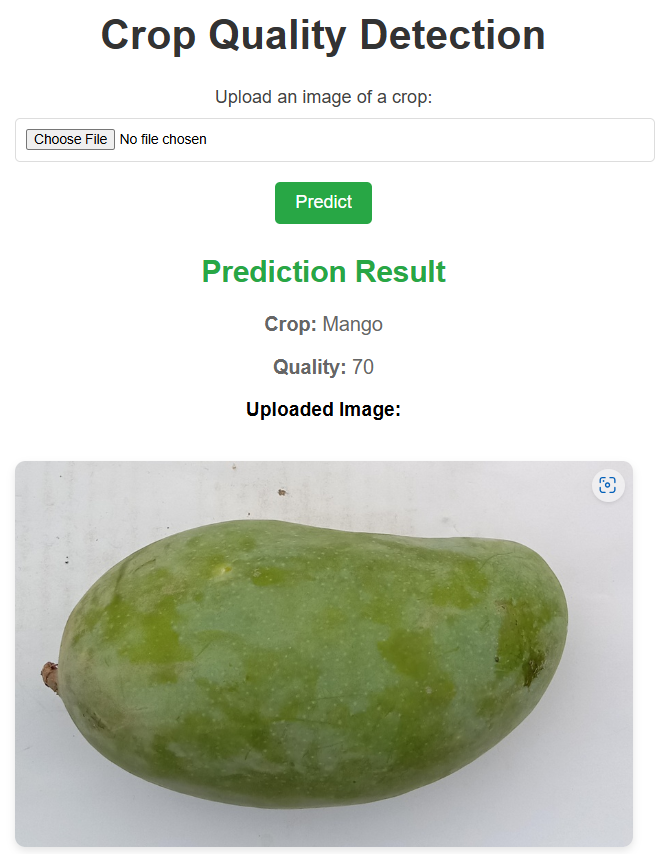 Crop Quality Detection
Upload an image of a crop:
Choose File No file chosen
Predict
Prediction Result
Crop: Mango
Quality: 70
Uploaded Image: